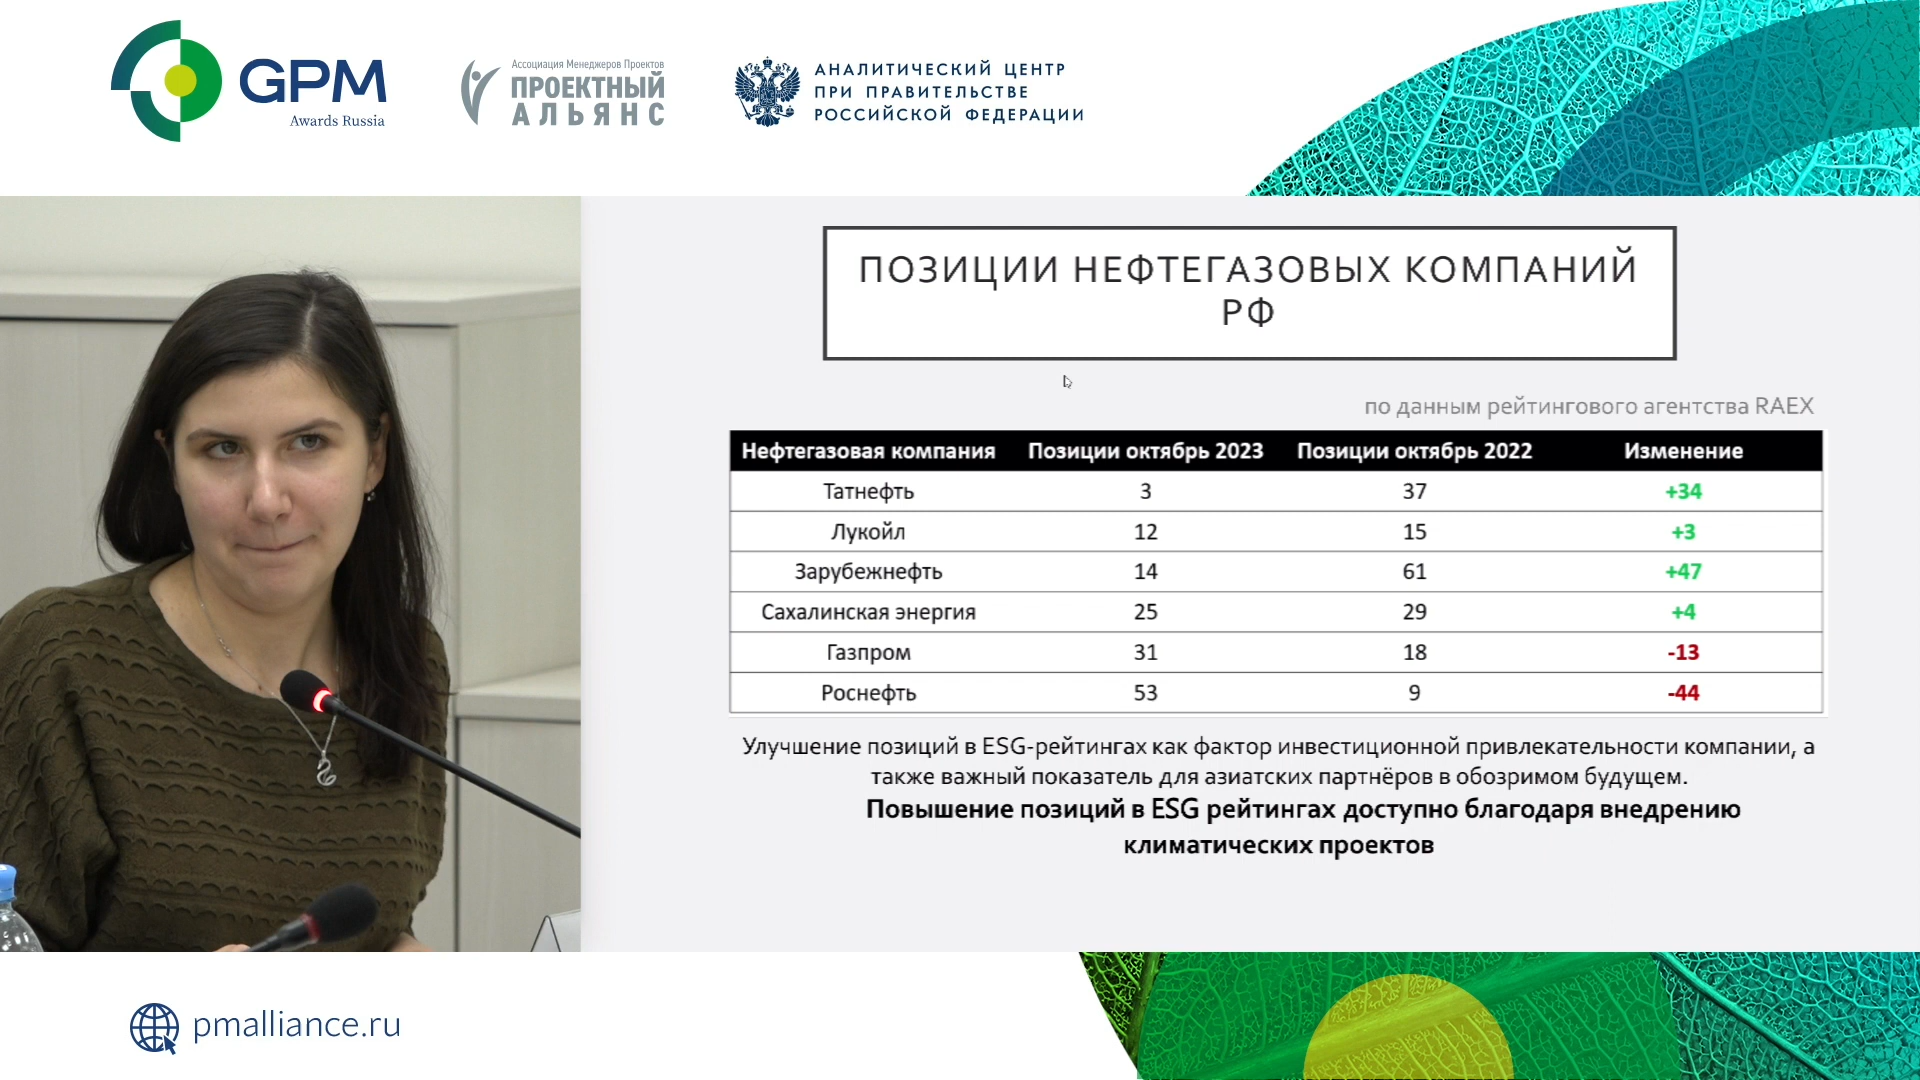 GPM
Awards Russia
Ассоциация Менеджеров Проектов
ПРОЕКТНЫЙ
АЛЬЯНС
АНАЛИТИЧЕСКИЙ ЦЕНТР
ПРИ ПРАВИТЕЛЬСТВЕ
РОССИЙСКОЙ ФЕДЕРАЦИИ
ПОЗИЦИИ НЕФТЕГАЗОВЫХ КОМПАНИЙ
РФ
по данным рейтингового агентства RAEX
Нефтегазовая компания Позиции октябрь 2023 Позиции октябрь 2022 Изменение
Татнефть 3 37 +34
Лукойл 12 15 +3
Зарубежнефть 14 61 +47
Сахалинская энергия 25 29 +4
Газпром 31 18 -13
Роснефть 53 9 -44
Улучшение позиций в ESG-рейтингах как фактор инвестиционной привлекательности компании, а
также важный показатель для азиатских партнёров в обозримом будущем.
Повышение позиций в ESG рейтингах доступно благодаря внедрению
климатических проектов
pmalliance.ru